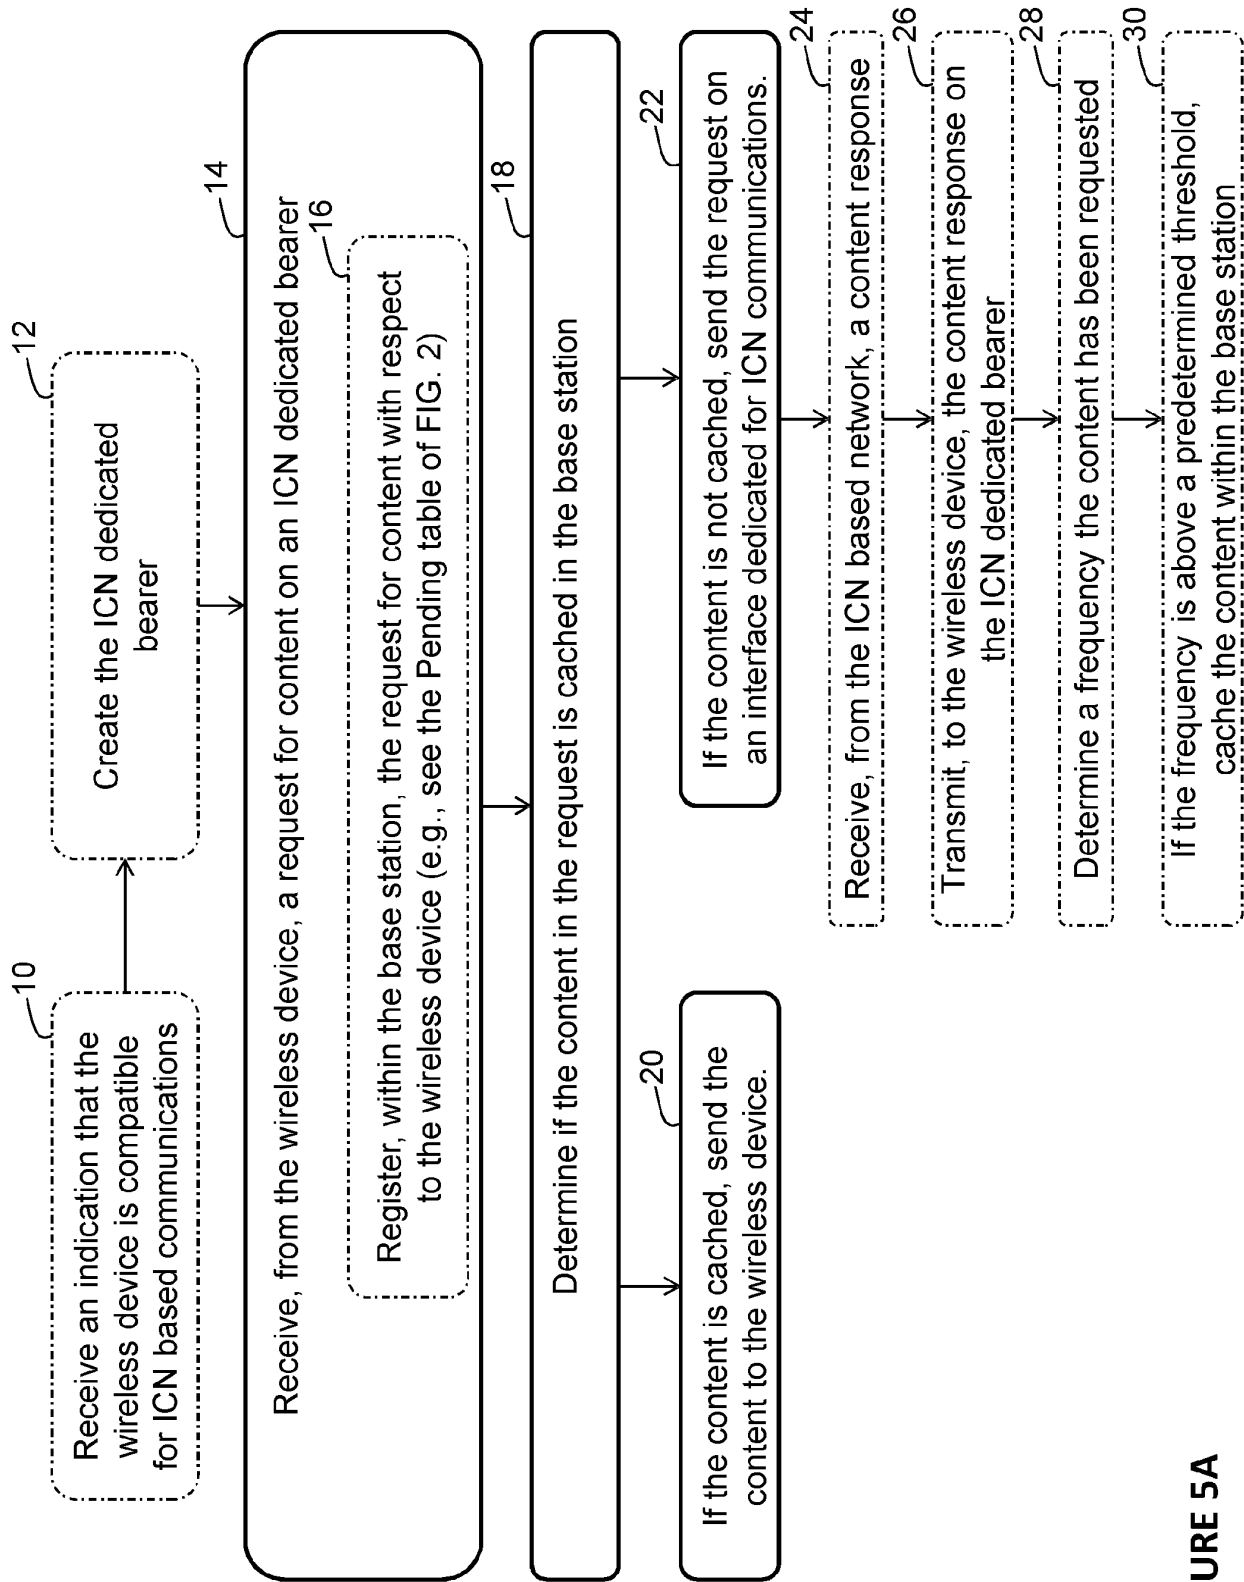 10
Receive an indication that the
wireless device is compatible
for ICN based communications
12
Create the ICN dedicated
bearer
14
Receive, from the wireless device, a request for content on an ICN dedicated bearer
16
Register, within the base station, the request for content with respect
to the wireless device (e.g., see the Pending table of FIG. 2)
18
Determine if the content in the request is cached in the base station
20
If the content is cached, send the
content to the wireless device.
22
If the content is not cached, send the request on
an interface dedicated for ICN communications.
24
Receive, from the ICN based network, a content response
26
Transmit, to the wireless device, the content response on
the ICN dedicated bearer
28
Determine a frequency the content has been requested
30
If the frequency is above a predetermined threshold,
cache the content within the base station
URE 5A